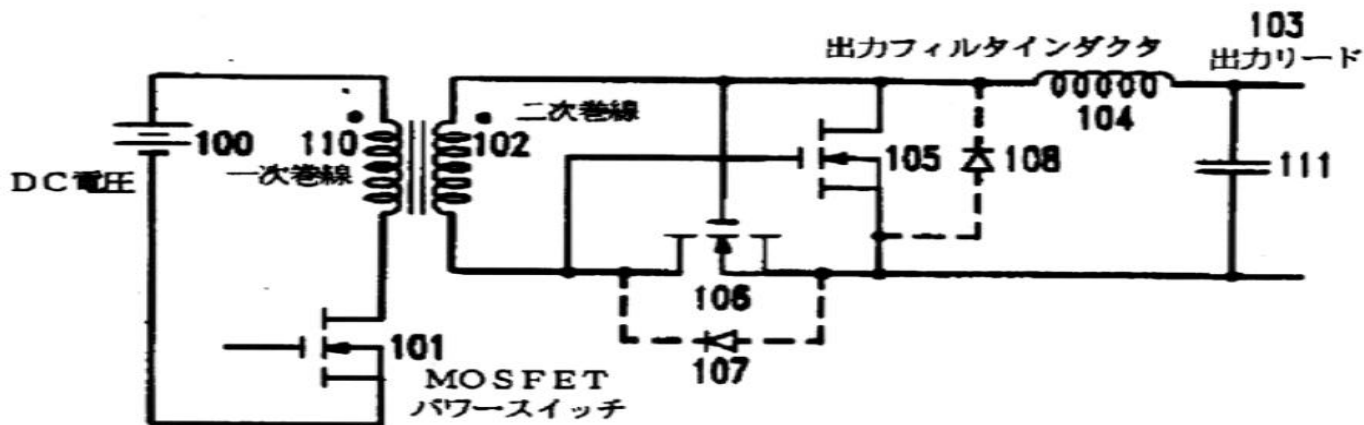 103
出力フィルタインダクタ
出力リード
二次巻線
104
100
110
102
105
108
111
一次巻線
DC電圧
106
101
107
MOSFET
パワースイッチ